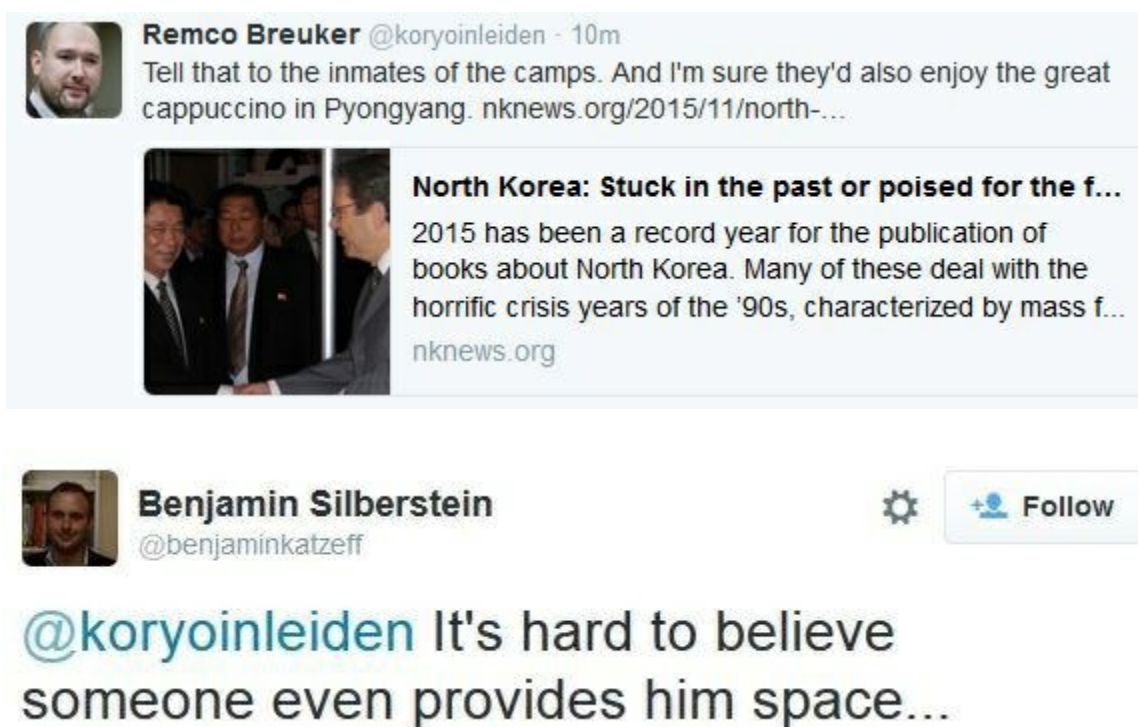 Remco Breuker @koryoinleiden · 10m
Tell that to the inmates of the camps. And I'm sure they'd also enjoy the great
cappuccino in Pyongyang. nknews.org/2015/11/north-...
North Korea: Stuck in the past or poised for the f...
2015 has been a record year for the publication of
books about North Korea. Many of these deal with the
horrific crisis years of the '90s, characterized by mass f...
nknews.org
Benjamin Silberstein
@benjaminkatzeff
Follow
@koryoinleiden It's hard to believe
someone even provides him space...